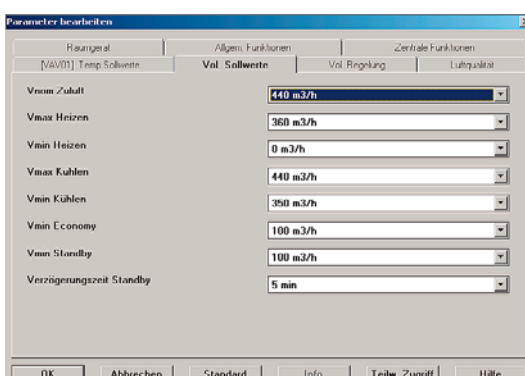 Parameter bearbeiten
Raumgerät Allgem. Funktionen Zentrale Funktionen
[VAV01] Temp Sollwerte Vol. Sollwerte Vol. Regelung Luftqualität
Vnom Zuluft 440 m3/h
Vmax Heizen 360 m3/h
Vmin Heizen 0 m3/h
Vmax Kühlen 440 m3/h
Vmin Kühlen 350 m3/h
Vmin Economy 100 m3/h
Vmin Standby 100 m3/h
Verzögerungszeit Standby 5 min
OK Abbrechen Standard Info Teilw. Zugriff Hilfe